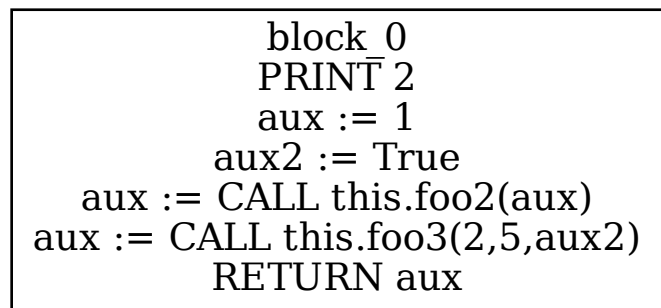 block_0
PRINT 2
aux := 1
aux2 := True
aux := CALL this.foo2(aux)
aux := CALL this.foo3(2,5,aux2)
RETURN aux